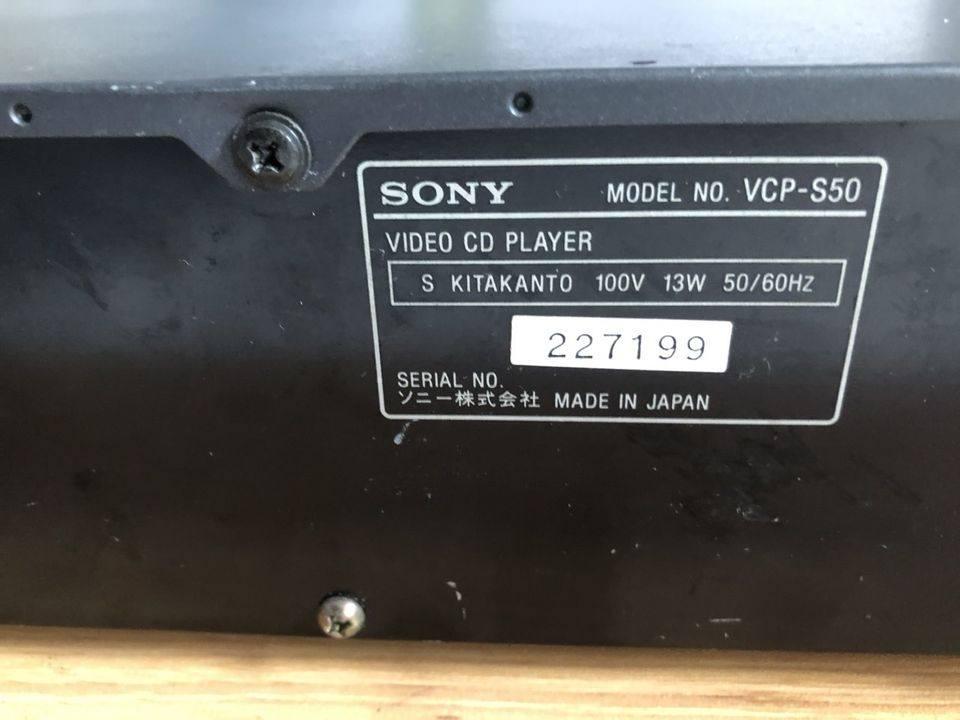 SONY MODEL NO. VCP-S50
VIDEO CD PLAYER
S KITAKANTO 100V 13W 50/60HZ
227199
SERIAL NO.
ソニー株式会社 MADE IN JAPAN